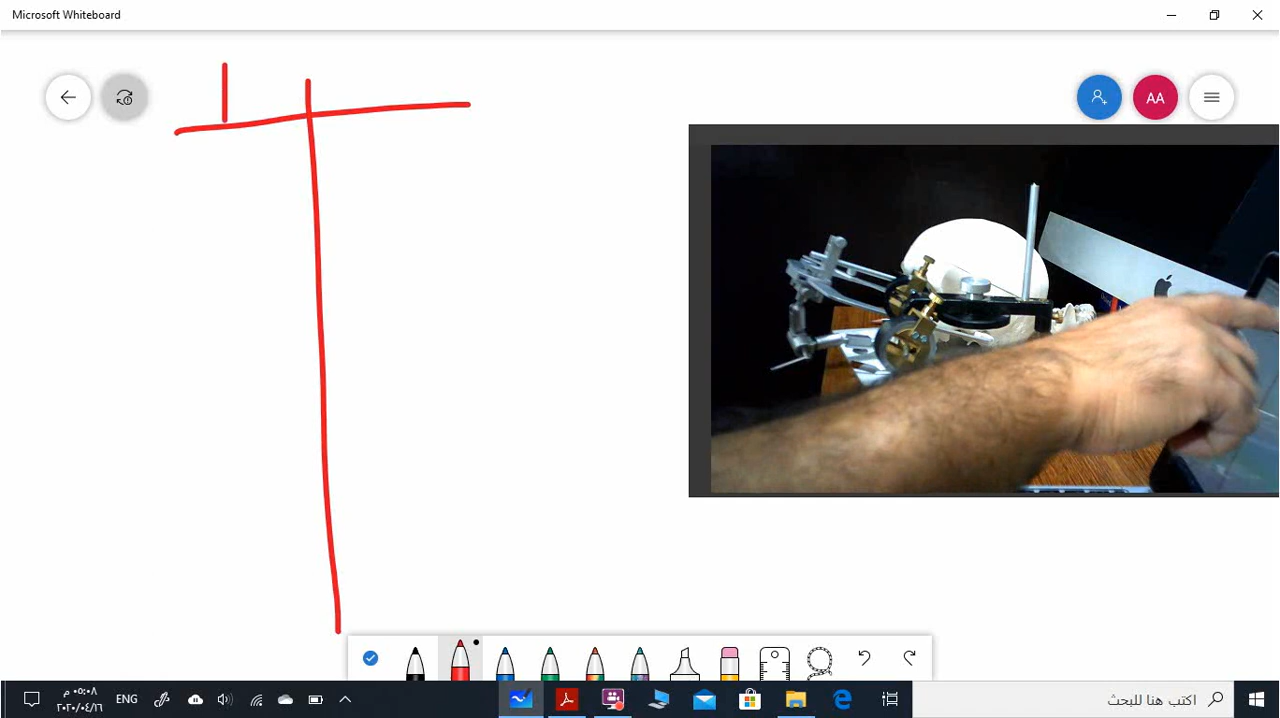 Microsoft Whiteboard
AA
ENG
٠٥:٠٨ م
٢٠٢٠/٠٤/١٦
اكتب هنا للبحث